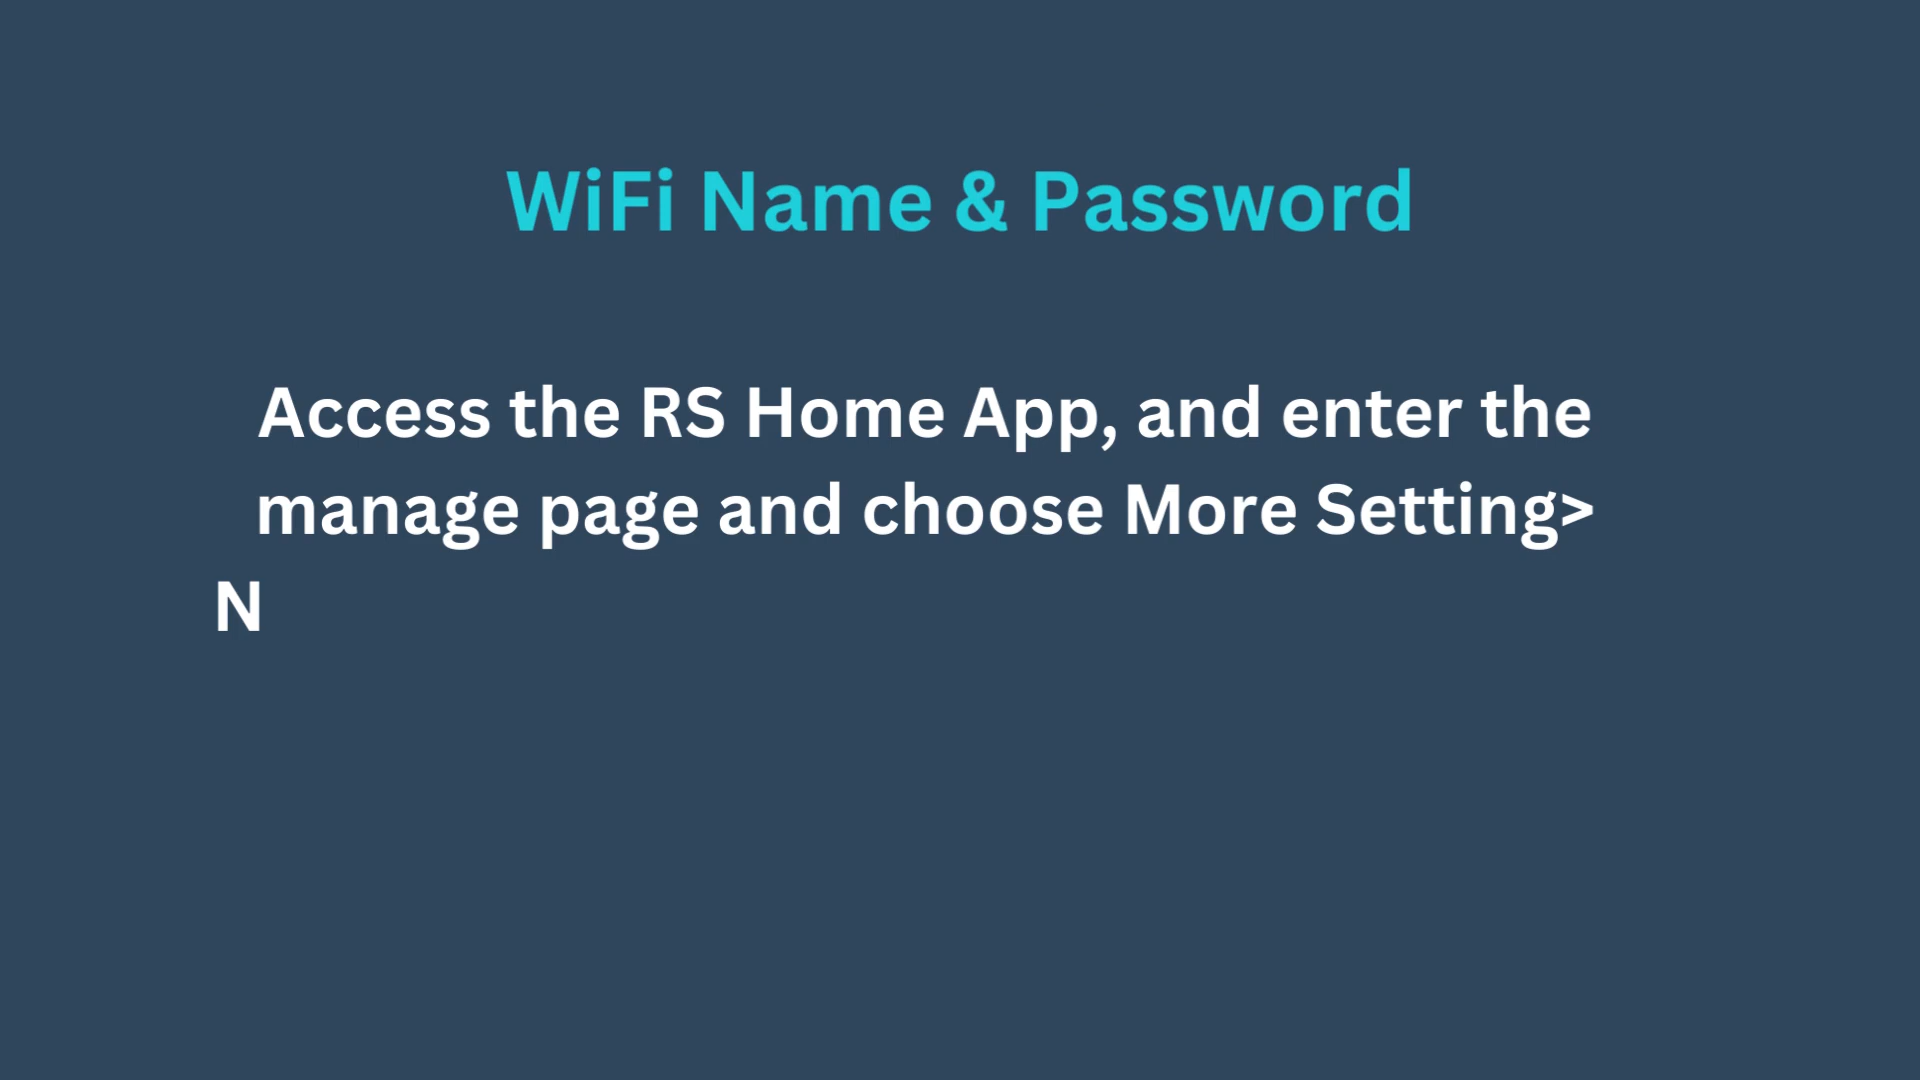 WiFi Name & Password
Access the RS Home App, and enter the
manage page and choose More Setting>
N